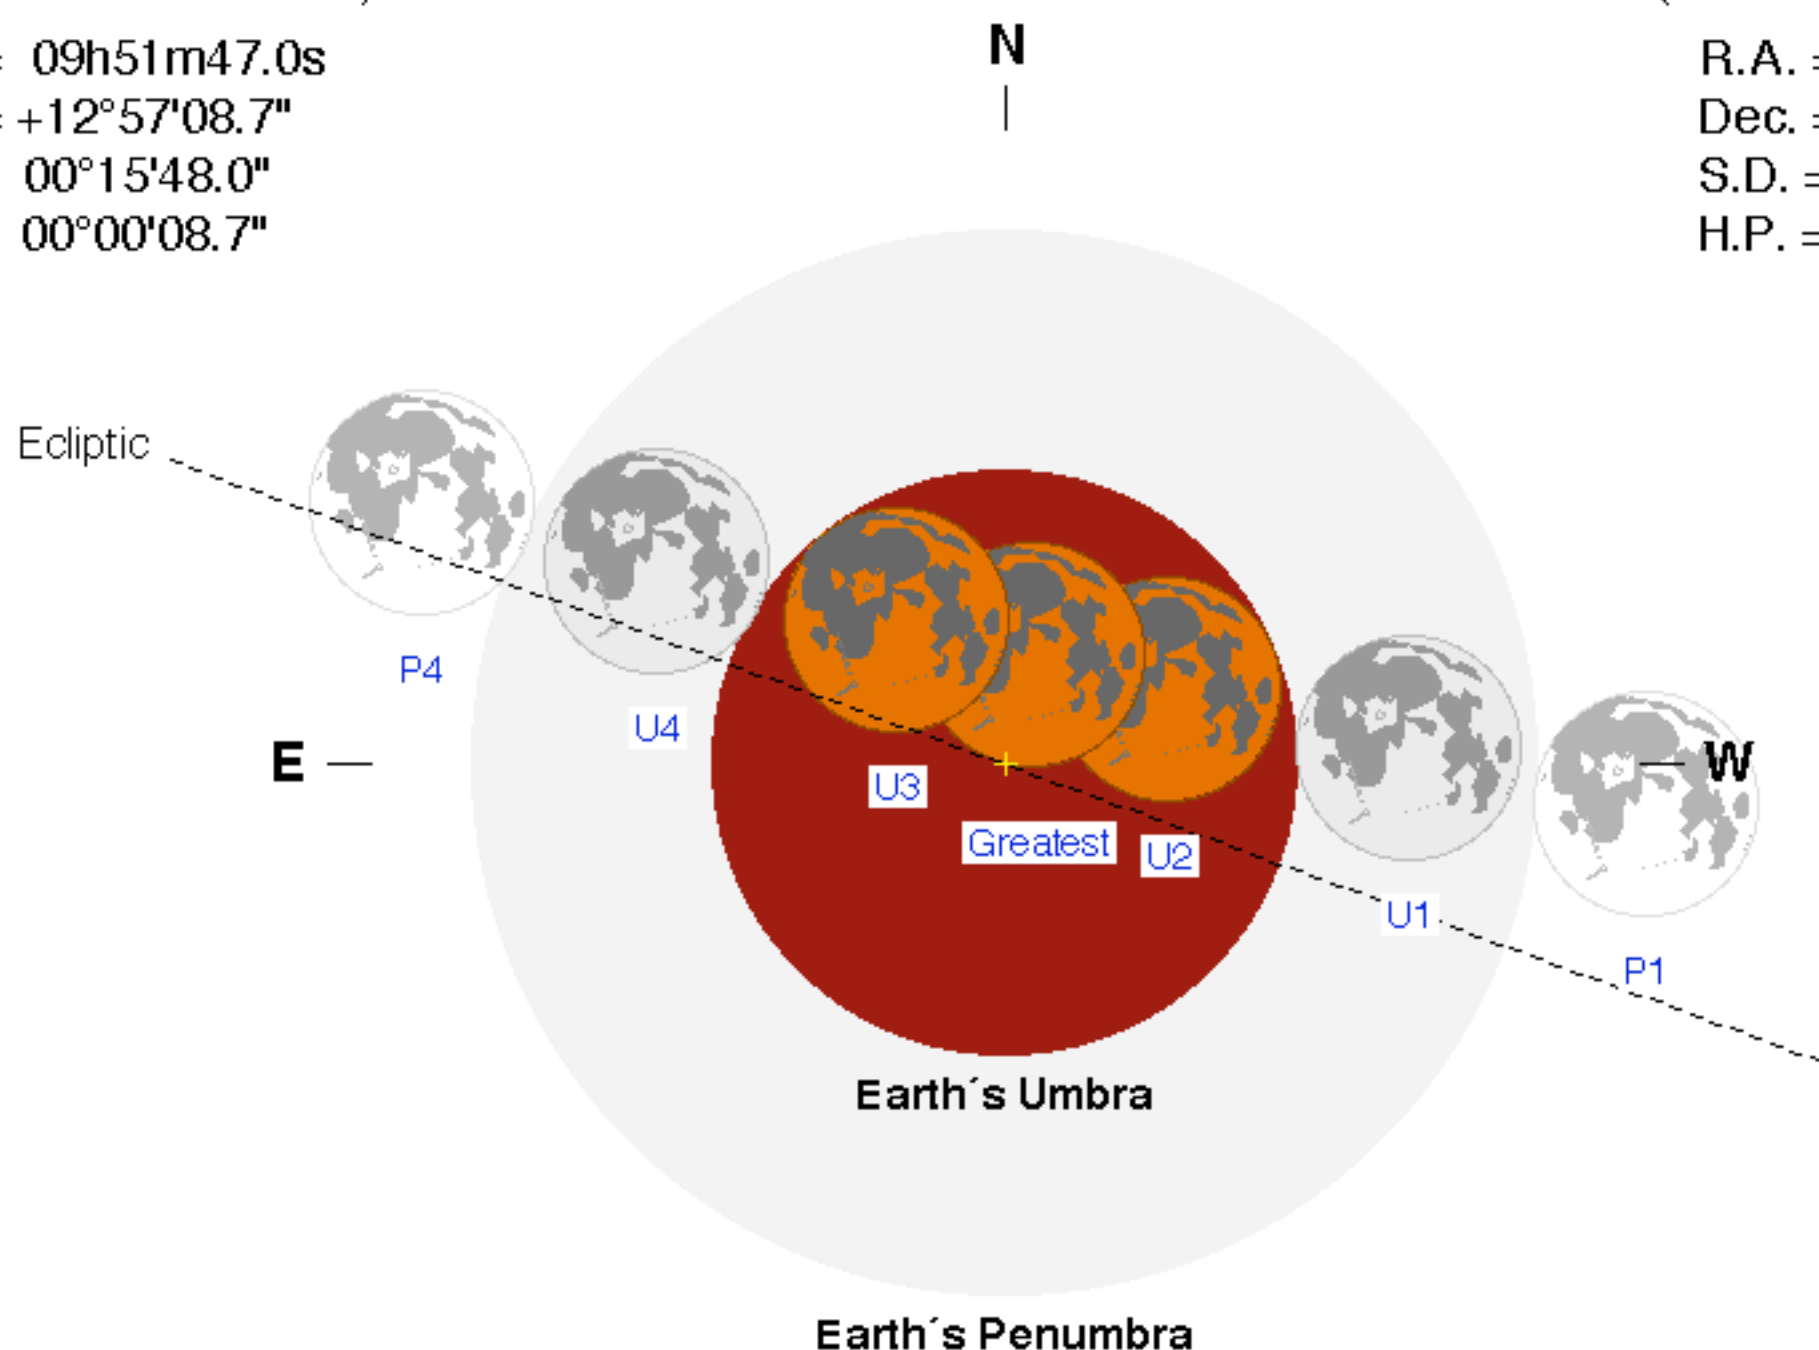 = 09h51m47.0s
= +12°57'08.7"
00°15'48.0"
00°00'08.7"
N
R.A. =
Dec. =
S.D. =
H.P. =
Ecliptic
P4
U4
E
W
U3
Greatest
U2
U1
P1
Earth´s Umbra
Earth´s Penumbra